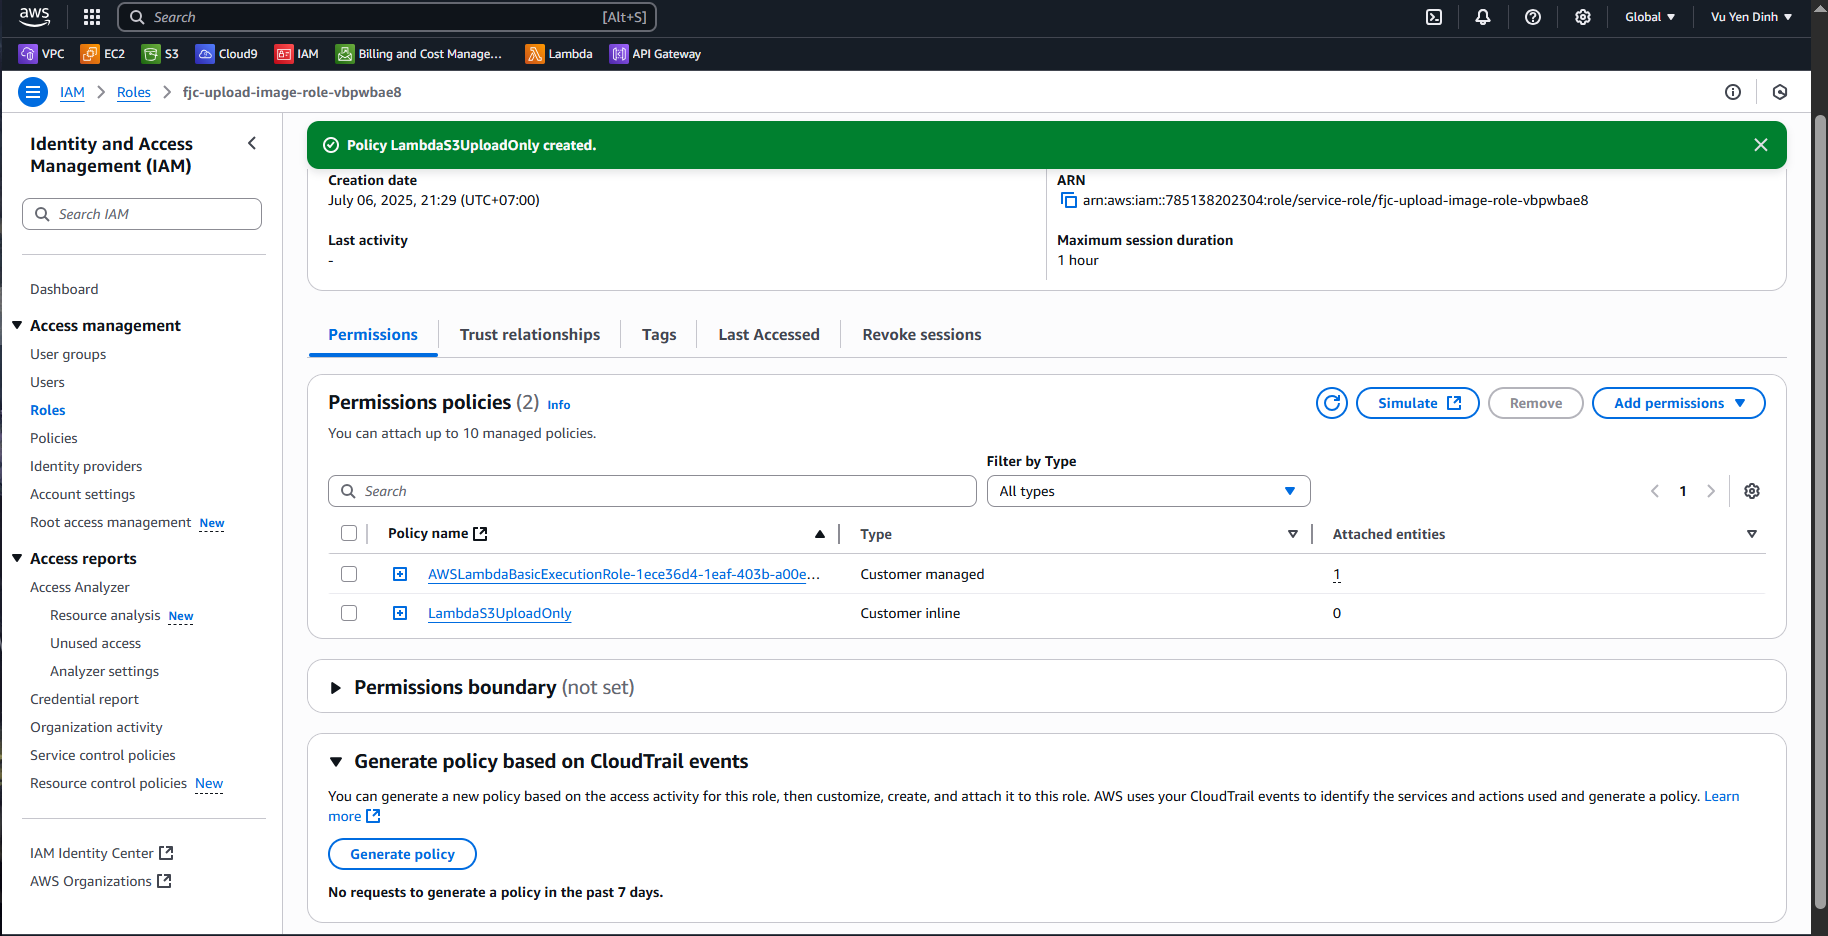 aws
Search [Alt+S]
Global Vu Yen Dinh
VPC EC2 S3 Cloud9 IAM Billing and Cost Manage... Lambda API Gateway
IAM Roles fjc-upload-image-role-vbpwbae8
Identity and Access
Management (IAM)
Search IAM
Dashboard
Access management
User groups
Users
Roles
Policies
Identity providers
Account settings
Root access management New
Access reports
Access Analyzer
Resource analysis New
Unused access
Analyzer settings
Credential report
Organization activity
Service control policies
Resource control policies New
IAM Identity Center
AWS Organizations
Policy LambdaS3UploadOnly created.
Creation date
July 06, 2025, 21:29 (UTC+07:00)
ARN
arn:aws:iam::785138202304:role/service-role/fjc-upload-image-role-vbpwbae8
Last activity
-
Maximum session duration
1 hour
Permissions Trust relationships Tags Last Accessed Revoke sessions
Permissions policies (2) Info
Simulate Remove Add permissions
You can attach up to 10 managed policies.
Filter by Type
Search All types 1
Policy name Type Attached entities
AWSLambdaBasicExecutionRole-1ece36d4-1eaf-403b-a00e... Customer managed 1
LambdaS3UploadOnly Customer inline 0
Permissions boundary (not set)
Generate policy based on CloudTrail events
You can generate a new policy based on the access activity for this role, then customize, create, and attach it to this role. AWS uses your CloudTrail events to identify the services and actions used and generate a policy. Learn
more
Generate policy
No requests to generate a policy in the past 7 days.